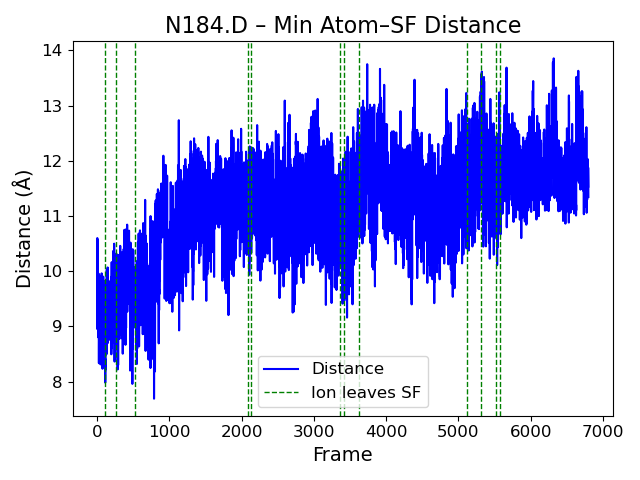 N184.D – Min Atom–SF Distance
14
13
12
11
10
9
8
Distance (Å)
Distance
Ion leaves SF
0 1000 2000 3000 4000 5000 6000 7000
Frame